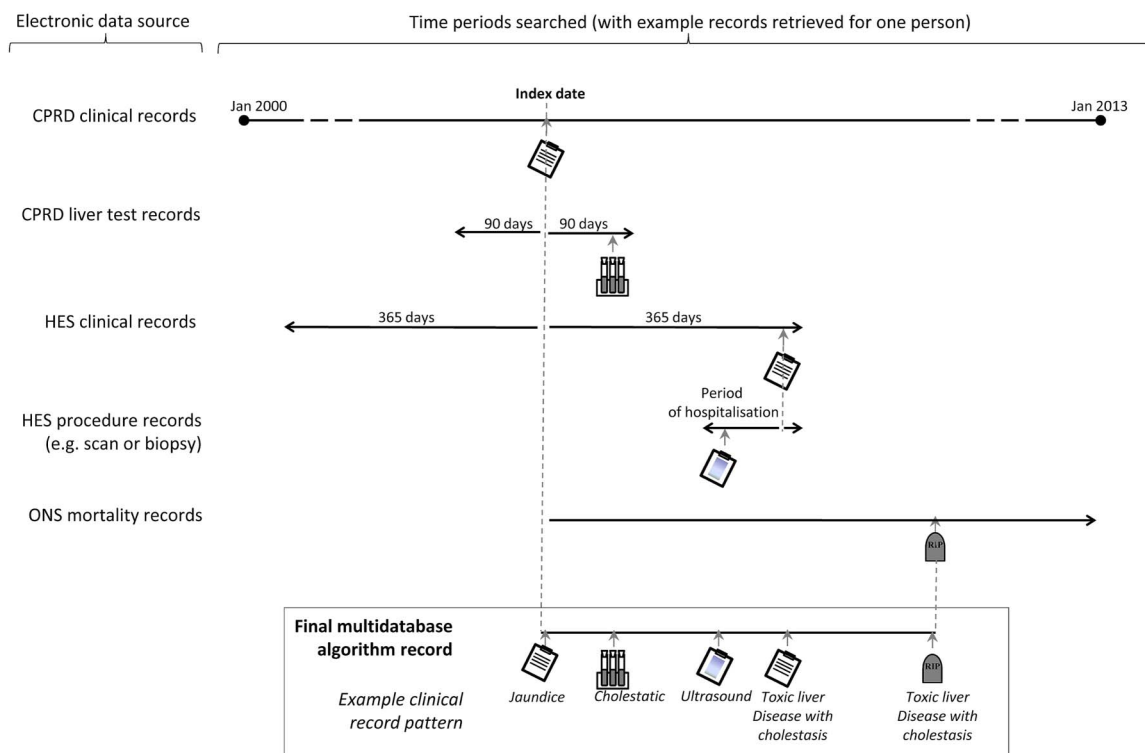 Electronic data source
Time periods searched (with example records retrieved for one person)
Index date
Jan 2000
Jan 2013
CPRD clinical records
CPRD liver test records
90 days
90 days
HES clinical records
365 days
365 days
Period
of hospitalisation
HES procedure records
(e.g. scan or biopsy)
ONS mortality records
RiP
Final multidatabase
algorithm record
Example clinical
record pattern
RIP
Jaundice
Cholestatic
Ultrasound
Toxic liver
Disease with
cholestasis
Toxic liver
Disease with
cholestasis